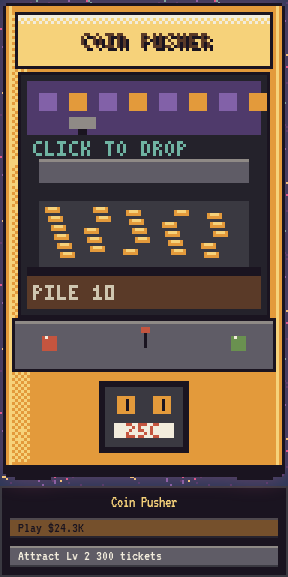 COIN PUSHER
CLICK TO DROP
PILE 10
25C
Coin Pusher
Play $24.3K
Attract Lv 2 300 tickets